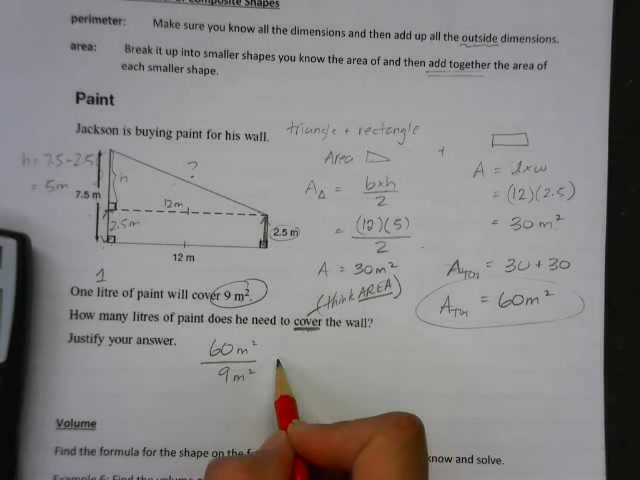 of Composite Shapes
perimeter: Make sure you know all the dimensions and then add up all the outside dimensions.
area: Break it up into smaller shapes you know the area of and then add together the area of
each smaller shape.
Paint
Jackson is buying paint for his wall.
triangle + rectangle
h = 7.5 - 2.5
= 5m
7.5 m
h
?
12m
2.5m
2.5 m
12 m
Area
A△ = bxh
2
= (12)(5)
2
A = 30m²
(think AREA)
+
A = lxw
= (12)(2.5)
= 30m²
= 30 + 30
= 60m²
1
One litre of paint will cover 9 m².
How many litres of paint does he need to cover the wall?
Justify your answer.
60m²
9m²
Volume
Find the formula for the shape on the
know and solve.